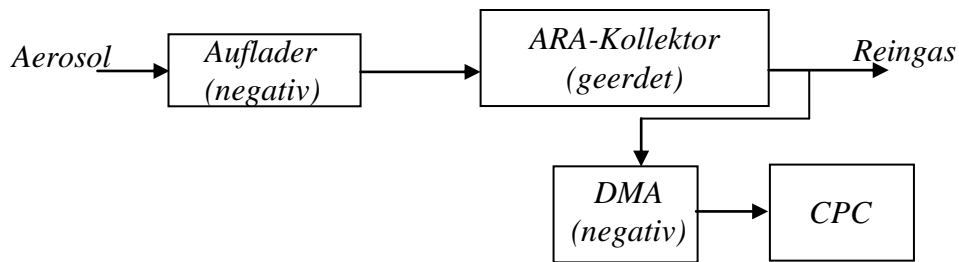 Aerosol
Auflader
(negativ)
ARA-Kollektor
(geerdet)
Reingas
DMA
(negativ)
CPC